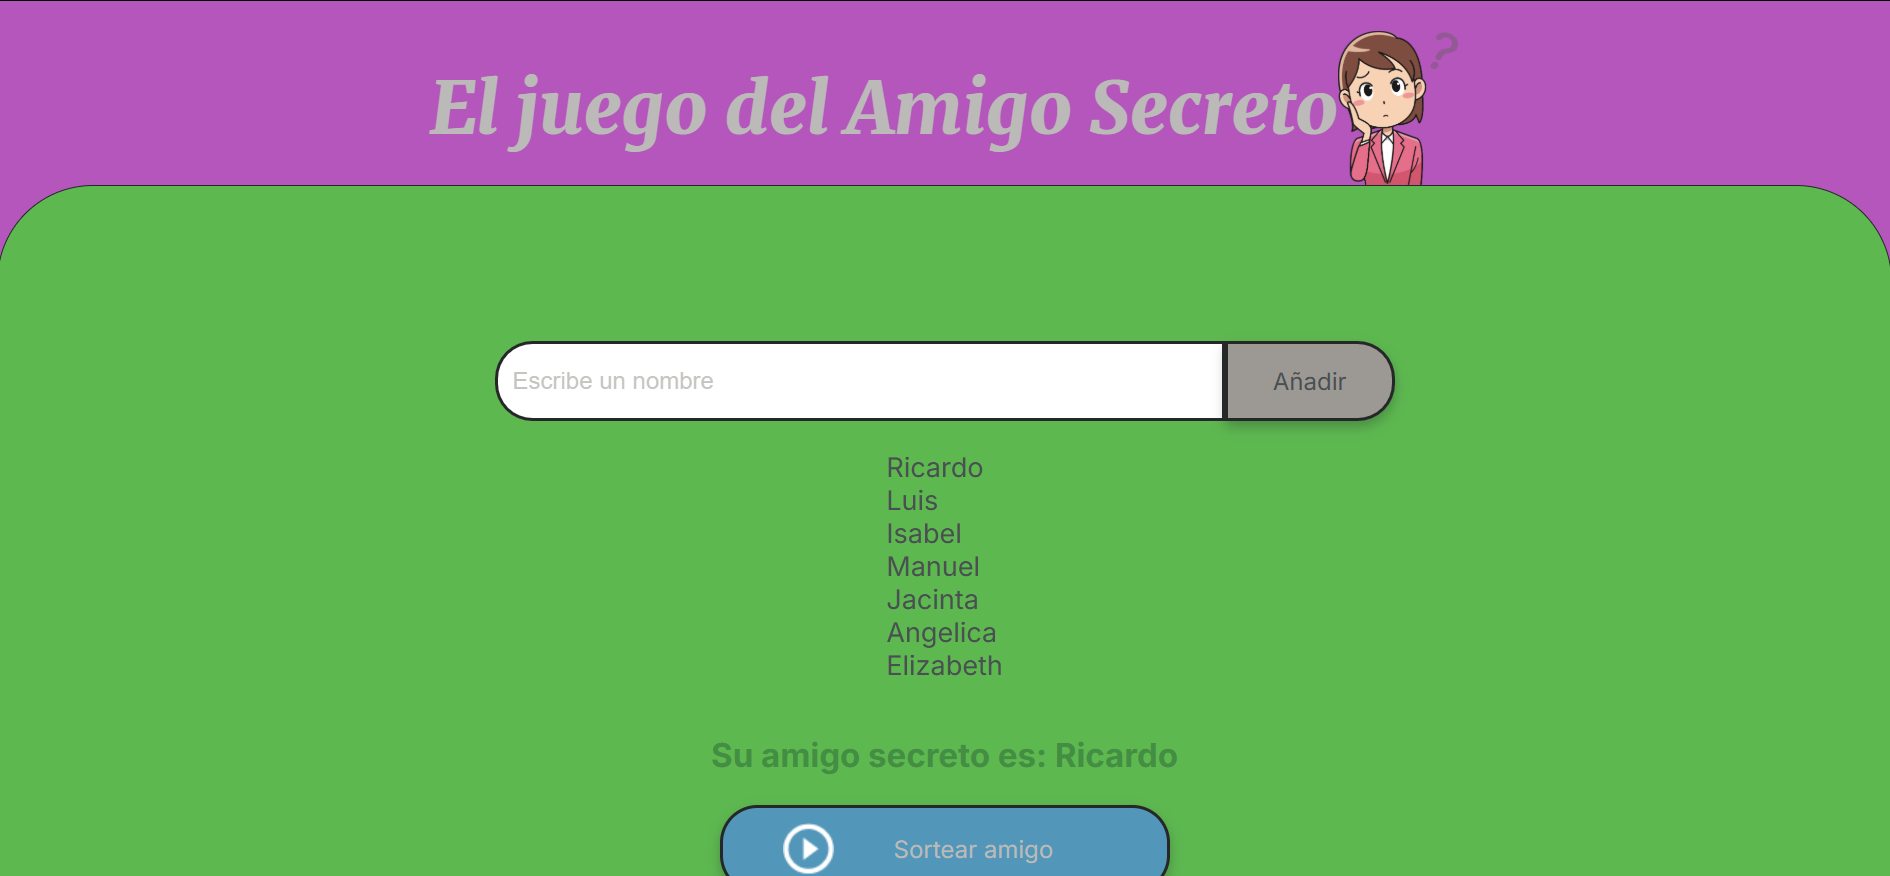 El juego del Amigo Secreto
?
Escribe un nombre
Añadir
Ricardo
Luis
Isabel
Manuel
Jacinta
Angelica
Elizabeth
Su amigo secreto es: Ricardo
Sortear amigo